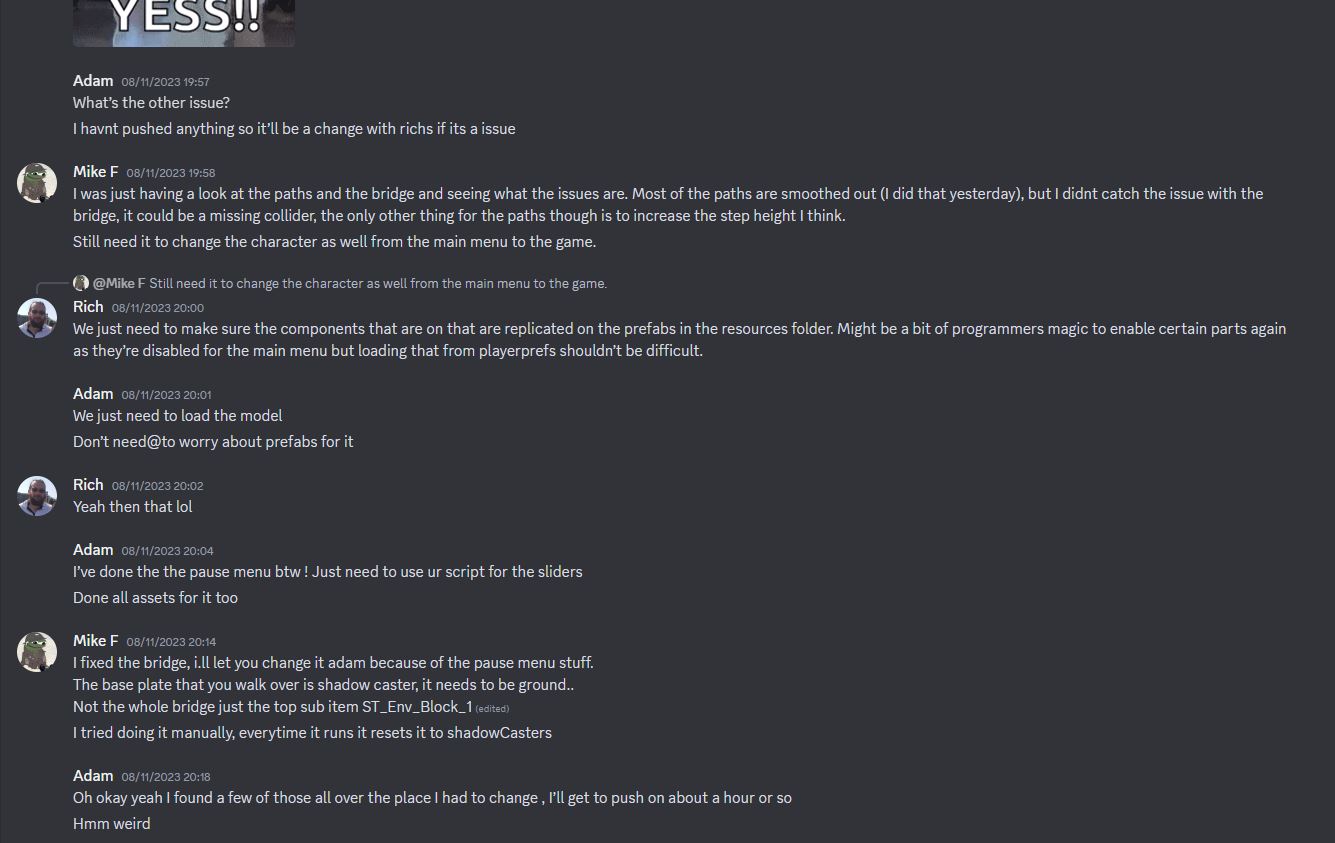 YESS!!
Adam 08/11/2023 19:57
What's the other issue?
I havnt pushed anything so it'll be a change with richs if its a issue
Mike F 08/11/2023 19:58
I was just having a look at the paths and the bridge and seeing what the issues are. Most of the paths are smoothed out (I did that yesterday), but I didnt catch the issue with the
bridge, it could be a missing collider, the only other thing for the paths though is to increase the step height I think.
Still need it to change the character as well from the main menu to the game.
@Mike F Still need it to change the character as well from the main menu to the game.
Rich 08/11/2023 20:00
We just need to make sure the components that are on that are replicated on the prefabs in the resources folder. Might be a bit of programmers magic to enable certain parts again
as they're disabled for the main menu but loading that from playerprefs shouldn't be difficult.
Adam 08/11/2023 20:01
We just need to load the model
Don't need@to worry about prefabs for it
Rich 08/11/2023 20:02
Yeah then that lol
Adam 08/11/2023 20:04
I've done the the pause menu btw ! Just need to use ur script for the sliders
Done all assets for it too
Mike F 08/11/2023 20:14
I fixed the bridge, i.ll let you change it adam because of the pause menu stuff.
The base plate that you walk over is shadow caster, it needs to be ground..
Not the whole bridge just the top sub item ST_Env_Block_1 (edited)
I tried doing it manually, everytime it runs it resets it to shadowCasters
Adam 08/11/2023 20:18
Oh okay yeah I found a few of those all over the place I had to change , I'll get to push on about a hour or so
Hmm weird